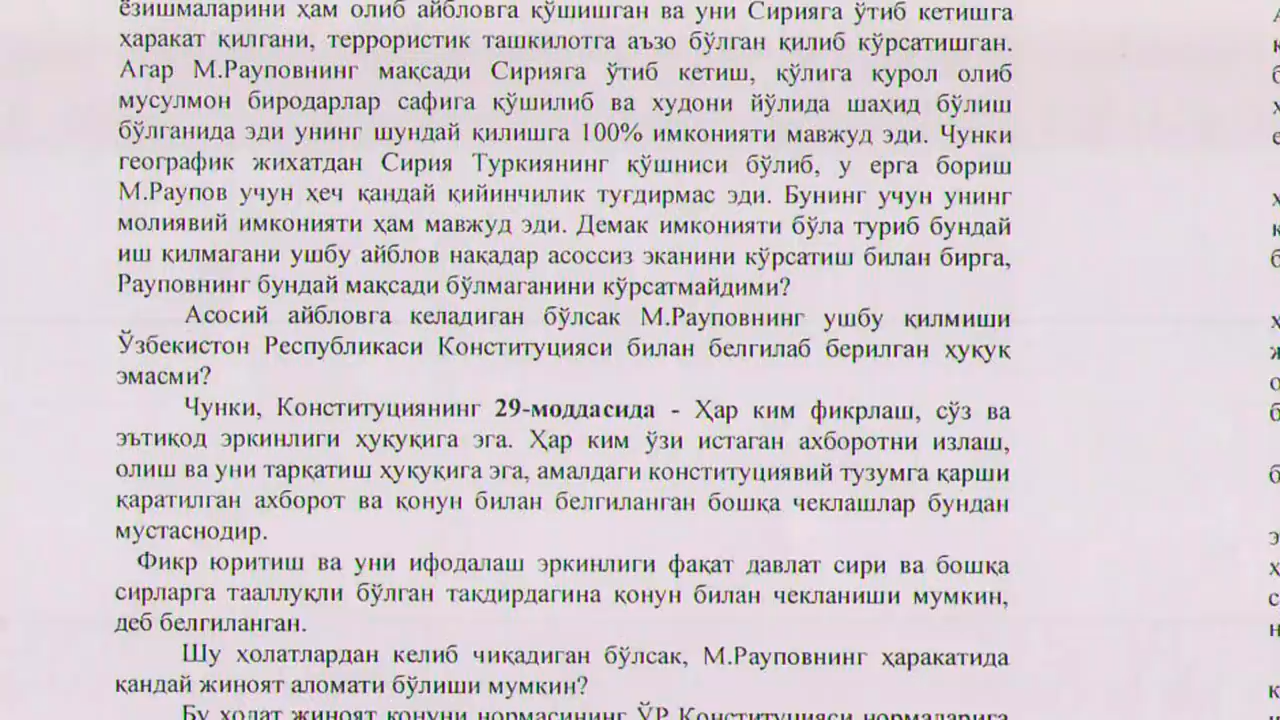 ёзишмаларини ҳам олиб айбловга қўшишган ва уни Сирияга ўтиб кетишга
ҳаракат қилгани, террористик ташкилотга аъзо бўлган қилиб кўрсатишган.
Агар М.Рауповнинг мақсади Сирияга ўтиб кетиш, қўлига қурол олиб
мусулмон биродарлар сафига қўшилиб ва худони йўлида шаҳид бўлиш
бўлганида эди унинг шундай қилишга 100% имконияти мавжуд эди. Чунки
географик жиҳатдан Сирия Туркиянинг қўшниси бўлиб, у ерга бориш
М.Раупов учун ҳеч қандай қийинчилик туғдирмас эди. Бунинг учун унинг
молиявий имконияти ҳам мавжуд эди. Демак имконияти бўла туриб бундай
иш қилмагани ушбу айблов нақадар асоссиз эканини кўрсатиш билан бирга,
Рауповнинг бундай мақсади бўлмаганини кўрсатмайдими?
Асосий айбловга келадиган бўлсак М.Рауповнинг ушбу қилмиши
Ўзбекистон Республикаси Конституцияси билан белгилаб берилган ҳуқуқ
эмасми?
Чунки, Конституциянинг 29-моддасида - Ҳар ким фикрлаш, сўз ва
эътиқод эркинлиги ҳуқуқига эга. Ҳар ким ўзи истаган ахборотни излаш,
олиш ва уни тарқатиш ҳуқуқига эга, амалдаги конституциявий тузумга қарши
қаратилган ахборот ва қонун билан белгиланган бошқа чеклашлар бундан
мустаснодир.
Фикр юритиш ва уни ифодалаш эркинлиги фақат давлат сири ва бошқа
сирларга тааллуқли бўлган тақдирдагина қонун билан чекланиши мумкин,
деб белгиланган.
Шу ҳолатлардан келиб чиқадиган бўлсак, М.Рауповнинг ҳаракатида
қандай жиноят аломати бўлиши мумкин?
Бу ҳолат жиноят қонуни нормасининг ЎР Конституцияси нормаларига